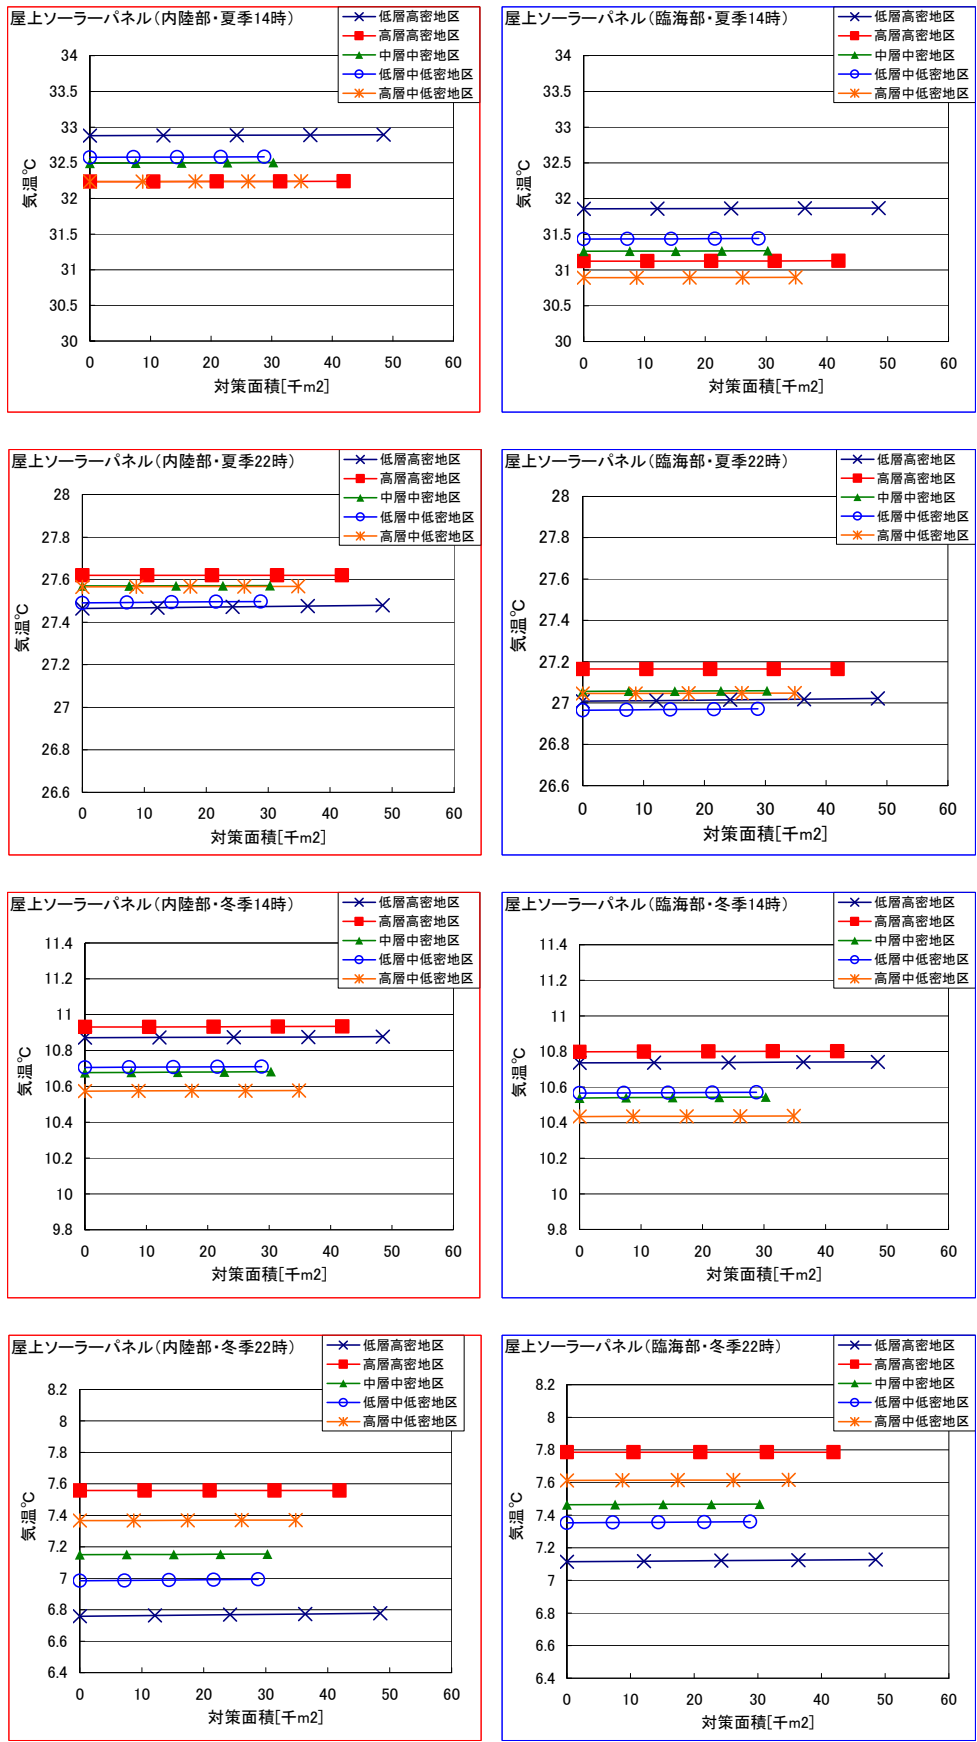 屋上ソーラーパネル(内陸部・夏季14時)
低層高密地区
高層高密地区
中層中密地区
低層中低密地区
高層中低密地区
34
33.5
33
32.5
32
31.5
31
30.5
30
気温℃
0 10 20 30 40 50 60
対策面積[千m2]
屋上ソーラーパネル(臨海部・夏季14時)
低層高密地区
高層高密地区
中層中密地区
低層中低密地区
高層中低密地区
34
33.5
33
32.5
32
31.5
31
30.5
30
気温℃
0 10 20 30 40 50 60
対策面積[千m2]
屋上ソーラーパネル(内陸部・夏季22時)
低層高密地区
高層高密地区
中層中密地区
低層中低密地区
高層中低密地区
28
27.8
27.6
27.4
27.2
27
26.8
26.6
気温℃
0 10 20 30 40 50 60
対策面積[千m2]
屋上ソーラーパネル(臨海部・夏季22時)
低層高密地区
高層高密地区
中層中密地区
低層中低密地区
高層中低密地区
28
27.8
27.6
27.4
27.2
27
26.8
26.6
気温℃
0 10 20 30 40 50 60
対策面積[千m2]
屋上ソーラーパネル(内陸部・冬季14時)
低層高密地区
高層高密地区
中層中密地区
低層中低密地区
高層中低密地区
11.4
11.2
11
10.8
10.6
10.4
10.2
10
9.8
気温℃
0 10 20 30 40 50 60
対策面積[千m2]
屋上ソーラーパネル(臨海部・冬季14時)
低層高密地区
高層高密地区
中層中密地区
低層中低密地区
高層中低密地区
11.4
11.2
11
10.8
10.6
10.4
10.2
10
9.8
気温℃
0 10 20 30 40 50 60
対策面積[千m2]
屋上ソーラーパネル(内陸部・冬季22時)
低層高密地区
高層高密地区
中層中密地区
低層中低密地区
高層中低密地区
8.2
8
7.8
7.6
7.4
7.2
7
6.8
6.6
6.4
気温℃
0 10 20 30 40 50 60
対策面積[千m2]
屋上ソーラーパネル(臨海部・冬季22時)
低層高密地区
高層高密地区
中層中密地区
低層中低密地区
高層中低密地区
8.2
8
7.8
7.6
7.4
7.2
7
6.8
6.6
6.4
気温℃
0 10 20 30 40 50 60
対策面積[千m2]